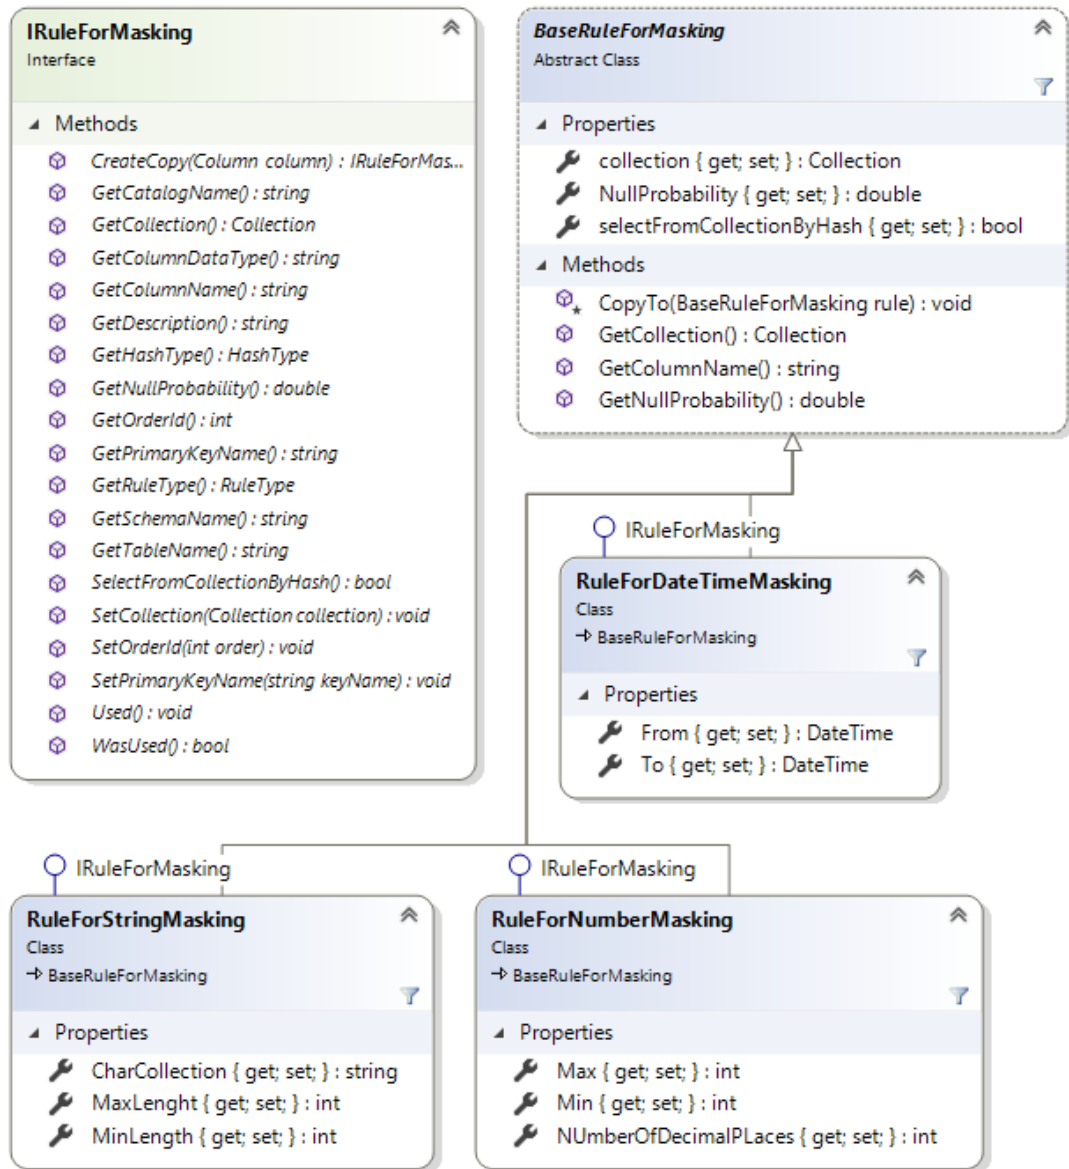 IRuleForMasking
Interface
Methods
CreateCopy(Column column) : IRuleForMas...
GetCatalogName() : string
GetCollection() : Collection
GetColumnDataType() : string
GetColumnName() : string
GetDescription() : string
GetHashType() : HashType
GetNullProbability() : double
GetOrderId() : int
GetPrimaryKeyName() : string
GetRuleType() : RuleType
GetSchemaName() : string
GetTableName() : string
SelectFromCollectionByHash() : bool
SetCollection(Collection collection) : void
SetOrderId(int order) : void
SetPrimaryKeyName(string keyName) : void
Used() : void
WasUsed() : bool
BaseRuleForMasking
Abstract Class
Properties
collection { get; set; } : Collection
NullProbability { get; set; } : double
selectFromCollectionByHash { get; set; } : bool
Methods
CopyTo(BaseRuleForMasking rule) : void
GetCollection() : Collection
GetColumnName() : string
GetNullProbability() : double
IRuleForMasking
RuleForDateTimeMasking
Class
BaseRuleForMasking
Properties
From { get; set; } : DateTime
To { get; set; } : DateTime
IRuleForMasking
RuleForStringMasking
Class
BaseRuleForMasking
Properties
CharCollection { get; set; } : string
MaxLenght { get; set; } : int
MinLength { get; set; } : int
IRuleForMasking
RuleForNumberMasking
Class
BaseRuleForMasking
Properties
Max { get; set; } : int
Min { get; set; } : int
NUmberOfDecimalPLaces { get; set; } : int